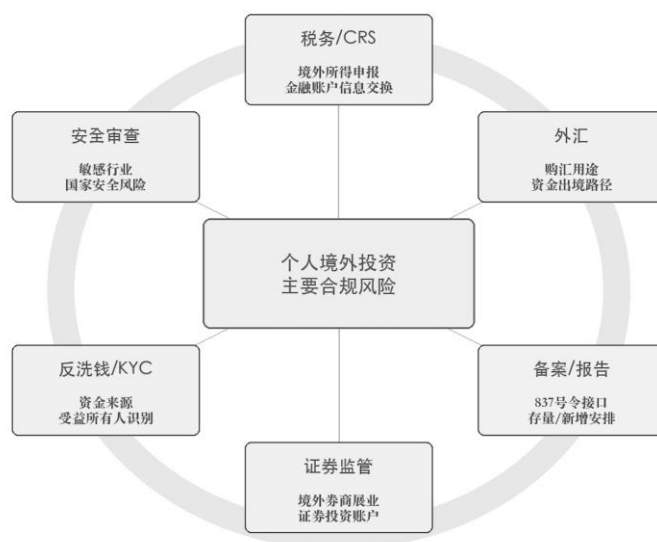 税务/CRS
境外所得申报
金融账户信息交换
安全审查
敏感行业
国家安全风险
外汇
购汇用途
资金出境路径
个人境外投资
主要合规风险
反洗钱/KYC
资金来源
受益所有人识别
备案/报告
837号令接口
存量/新增安排
证券监管
境外券商展业
证券投资账户